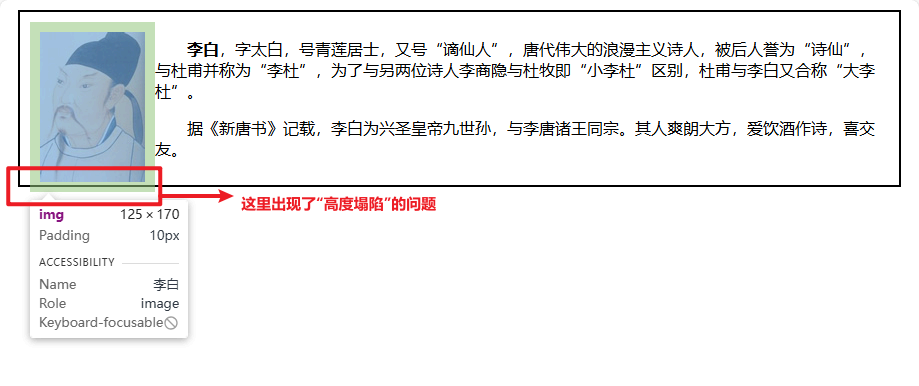 李白，字太白，号青莲居士，又号“谪仙人”，唐代伟大的浪漫主义诗人，被后人誉为“诗仙”，
与杜甫并称为“李杜”，为了与另两位诗人李商隐与杜牧即“小李杜”区别，杜甫与李白又合称“大李
杜”。
据《新唐书》记载，李白为兴圣皇帝九世孙，与李唐诸王同宗。其人爽朗大方，爱饮酒作诗，喜交
友。
这里出现了“高度塌陷”的问题
img 125 × 170
Padding 10px
ACCESSIBILITY
Name 李白
Role image
Keyboard-focusable